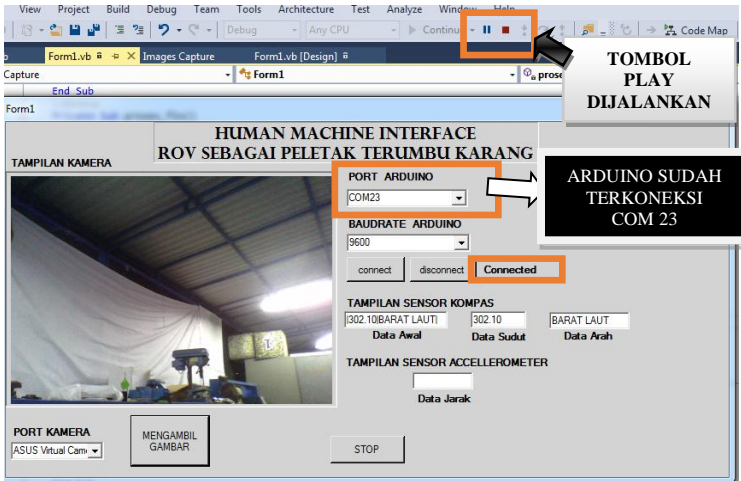 View Project Build Debug Team Tools Architecture Test Analyze Window Help
Debug Any CPU Continu Code Map
Form1.vb Images Capture Form1.vb [Design]
Capture Form1
End Sub
TOMBOL
PLAY
DIJALANKAN
Form1
HUMAN MACHINE INTERFACE
ROV SEBAGAI PELETAK TERUMBU KARANG
TAMPILAN KAMERA
PORT ARDUINO
COM23
ARDUINO SUDAH
TERKONEKSI
COM 23
BAUDRATE ARDUINO
9600
connect disconnect Connected
TAMPILAN SENSOR KOMPAS
|302.10|BARAT LAUT| 302.10 BARAT LAUT
Data Awal Data Sudut Data Arah
TAMPILAN SENSOR ACCELLEROMETER
Data Jarak
PORT KAMERA
ASUS Virtual Cam
MENGAMBIL
GAMBAR
STOP